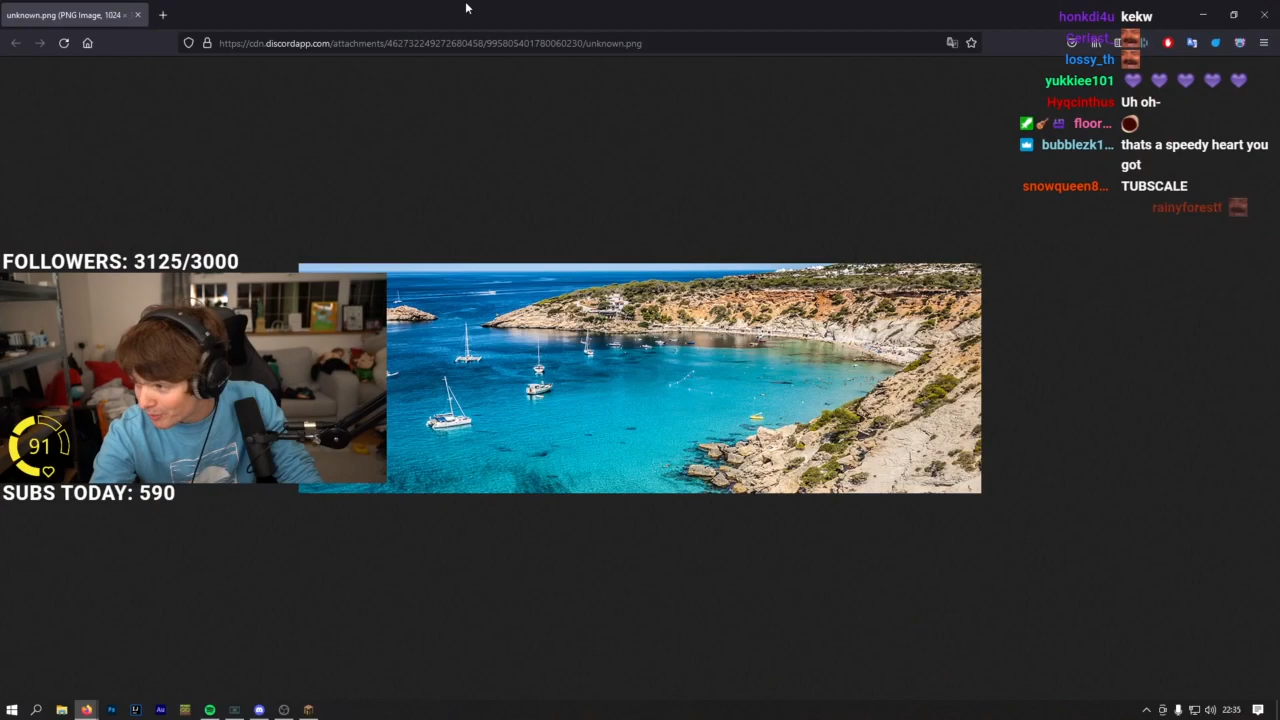 unknown.png (PNG Image, 1024 ×
https://cdn.discordapp.com/attachments/462732249272680458/995805401780060230/unknown.png
honkdi4u kekw
Gerlest_
lossy_th
yukkiee101
Hyqcinthus Uh oh-
floor…
bubblezk1… thats a speedy heart you
got
snowqueen8… TUBSCALE
rainyforestf
FOLLOWERS: 3125/3000
91
SUBS TODAY: 590
22:35